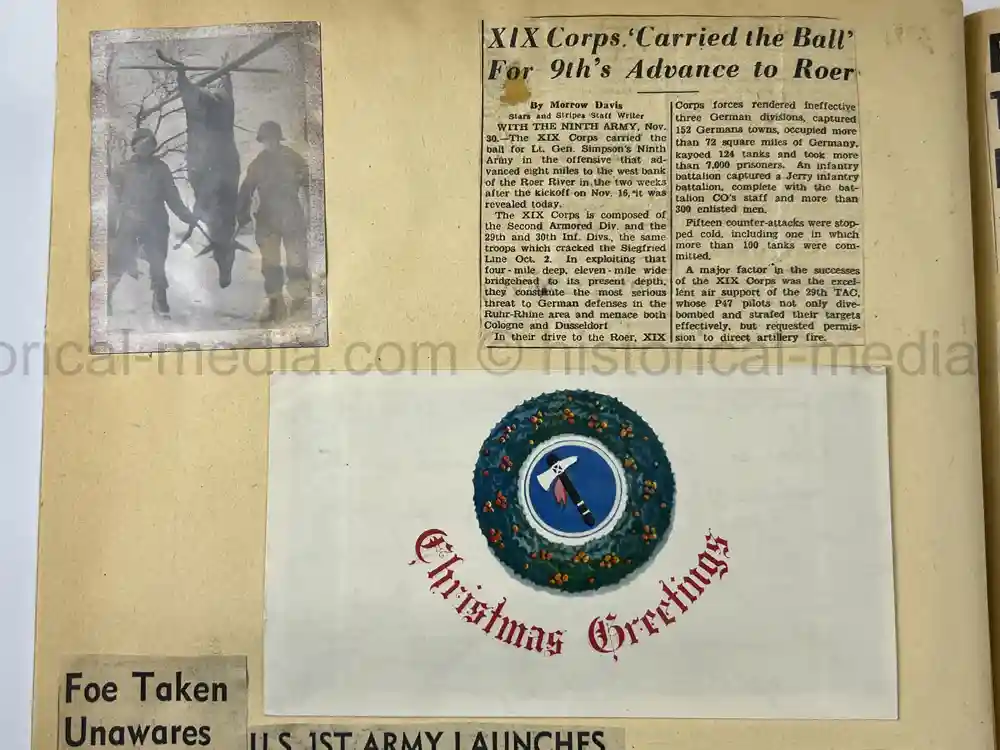 XIX Corps 'Carried the Ball'
For 9th's Advance to Roer
By Morrow Davis
Stars and Stripes Staff Writer
WITH THE NINTH ARMY, Nov.
30.—The XIX Corps carried the
ball for Lt. Gen. Simpson's Ninth
Army in the offensive that ad-
vanced eight miles to the west bank
of the Roer River in the two weeks
after the kickoff on Nov. 16, it was
revealed today.
The XIX Corps is composed of
the Second Armored Div. and the
29th and 30th Inf. Divs., the same
troops which cracked the Siegfried
Line Oct. 2. In exploiting that
four-mile deep, eleven-mile wide
bridgehead to its present depth,
they constitute the most serious
threat to German defenses in the
Ruhr-Rhine area and menace both
Cologne and Dusseldorf
In their drive to the Roer, XIX
Corps forces rendered ineffective
three German divisions, captured
152 Germans towns, occupied more
than 72 square miles of Germany,
kayoed 124 tanks and took more
than 7,000 prisoners. An infantry
battalion captured a Jerry infantry
battalion, complete with the bat-
talion CO's staff and more than
300 enlisted men.
Fifteen counter-attacks were stop-
ped cold, including one in which
more than 100 tanks were com-
mitted.
A major factor in the successes
of the XIX Corps was the excel-
lent air support of the 29th TAC,
whose P47 pilots not only dive-
bombed and strafed their targets
effectively, but requested permis-
sion to direct artillery fire.
orical-media.com © historical-media
Christmas Greetings
Foe Taken
Unawares
U.S. 1ST ARMY LAUNCHES